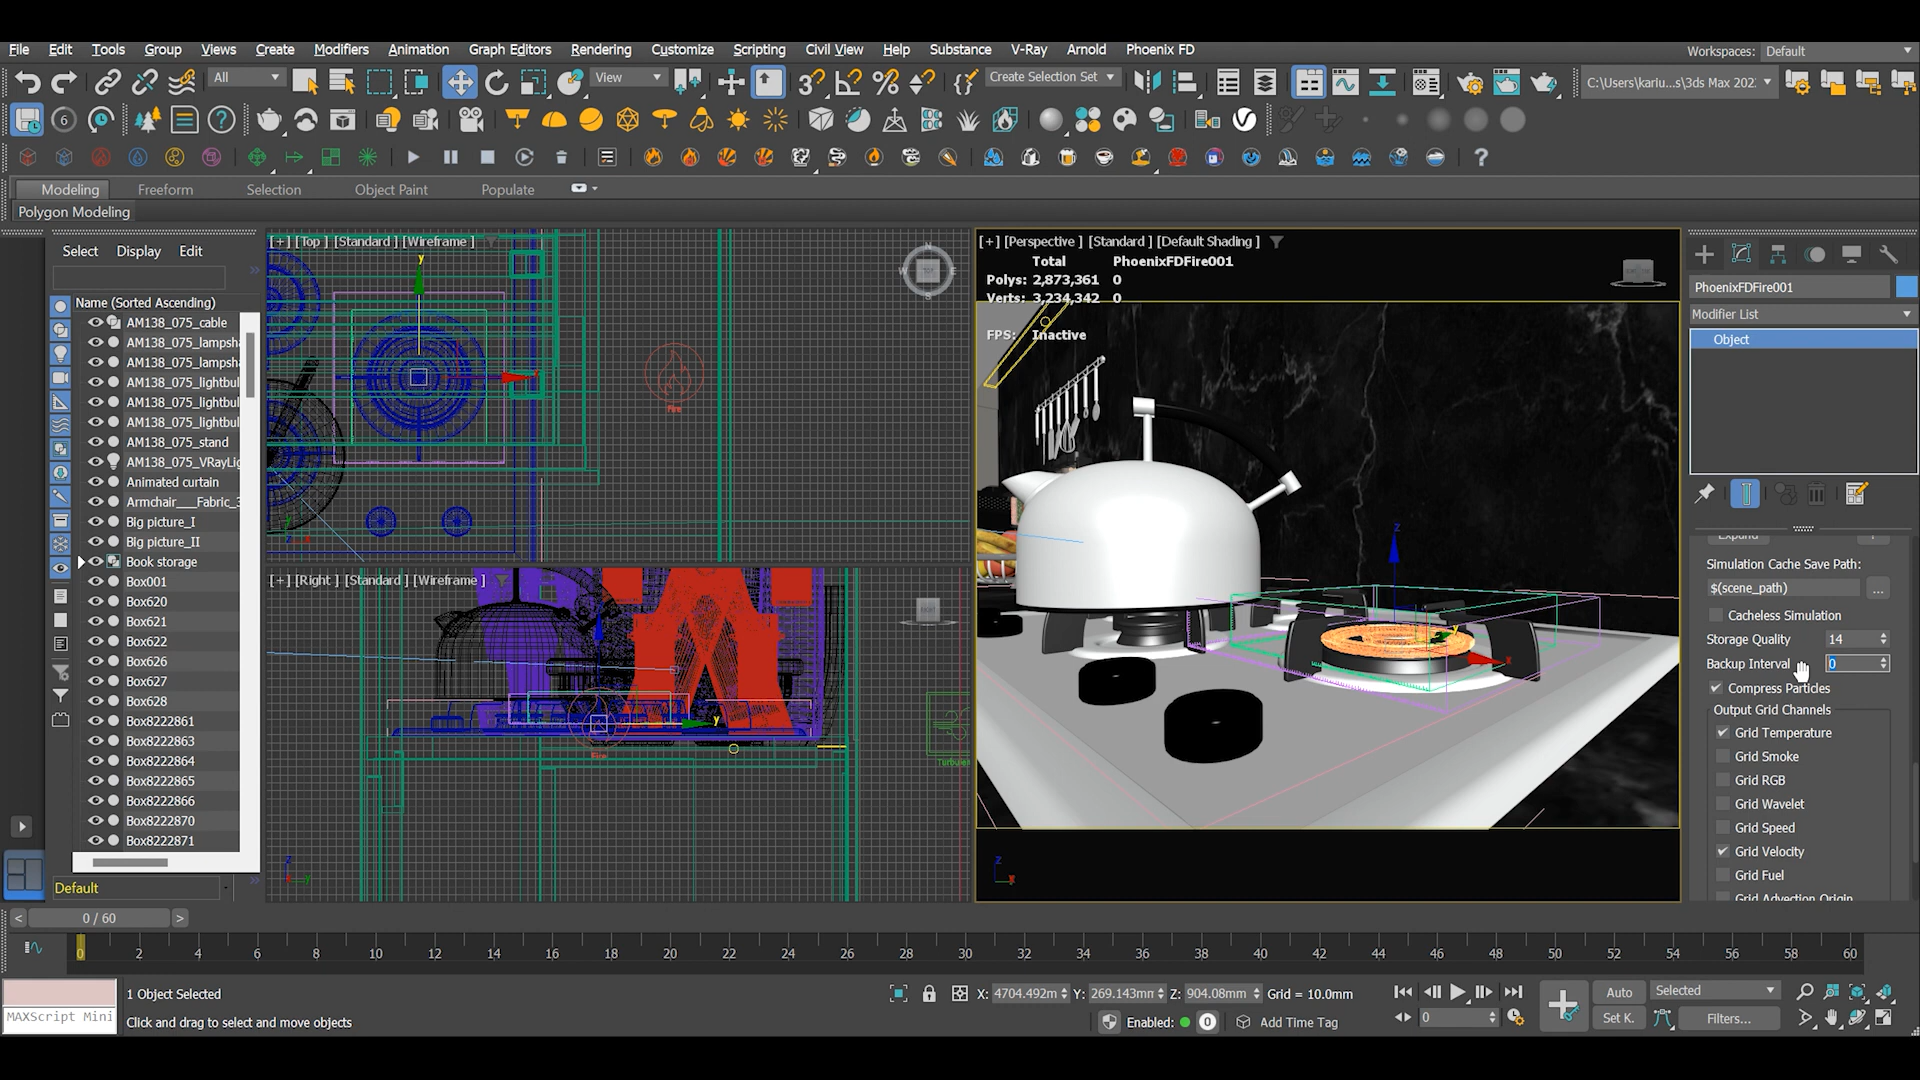 File Edit Tools Group Views Create Modifiers Animation Graph Editors Rendering Customize Scripting Civil View Help Substance V-Ray Arnold Phoenix FD Workspaces: Default
All View Create Selection Set C:\Users\kariu...s\3ds Max 202
6
Modeling Freeform Selection Object Paint Populate
Polygon Modeling
Select Display Edit
Name (Sorted Ascending)
AM138_075_cable
AM138_075_lampsh
AM138_075_lampsh
AM138_075_lightbul
AM138_075_lightbul
AM138_075_lightbul
AM138_075_stand
AM138_075_VRayLi
Animated curtain
Armchair___Fabric_
Big picture_I
Big picture_II
Book storage
Box001
Box620
Box621
Box622
Box626
Box627
Box628
Box8222861
Box8222863
Box8222864
Box8222865
Box8222866
Box8222870
Box8222871
Default
[+] [Top ] [Standard ] [Wireframe ]
y
N
W E
S
Fire
[+] [Right ] [Standard ] [Wireframe ]
y
Fire
[+] [Perspective ] [Standard ] [Default Shading ]
Total PhoenixFDFire001
Polys: 2,873,361 0
Verts: 3,234,342 0
FPS: Inactive
z
x
PhoenixFDFire001
Modifier List
Object
Expand
Simulation Cache Save Path:
$(scene_path) ...
Cacheless Simulation
Storage Quality 14
Backup Interval 0
Compress Particles
Output Grid Channels
Grid Temperature
Grid Smoke
Grid RGB
Grid Wavelet
Grid Speed
Grid Velocity
Grid Fuel
Grid Advection Origin
< 0 / 60 >
0 2 4 6 8 10 12 14 16 18 20 22 24 26 28 30 32 34 36 38 40 42 44 46 48 50 52 54 56 58 60
MAXScript Mini
1 Object Selected
Click and drag to select and move objects
X: 4704.492m Y: 269.143mm Z: 904.08mm Grid = 10.0mm
Enabled: 0 Add Time Tag
0
Auto Selected
Set K. Filters...